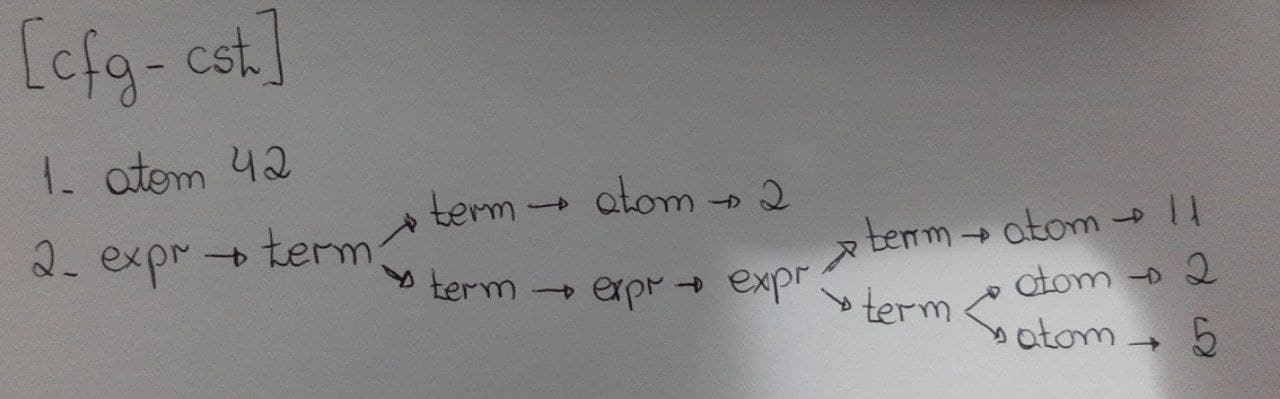 [cfg-cst]
1- atom 42
term → atom → 2
2- expr → term
term → atom → 11
term → expr → expr
atom → 2
term
atom → 5